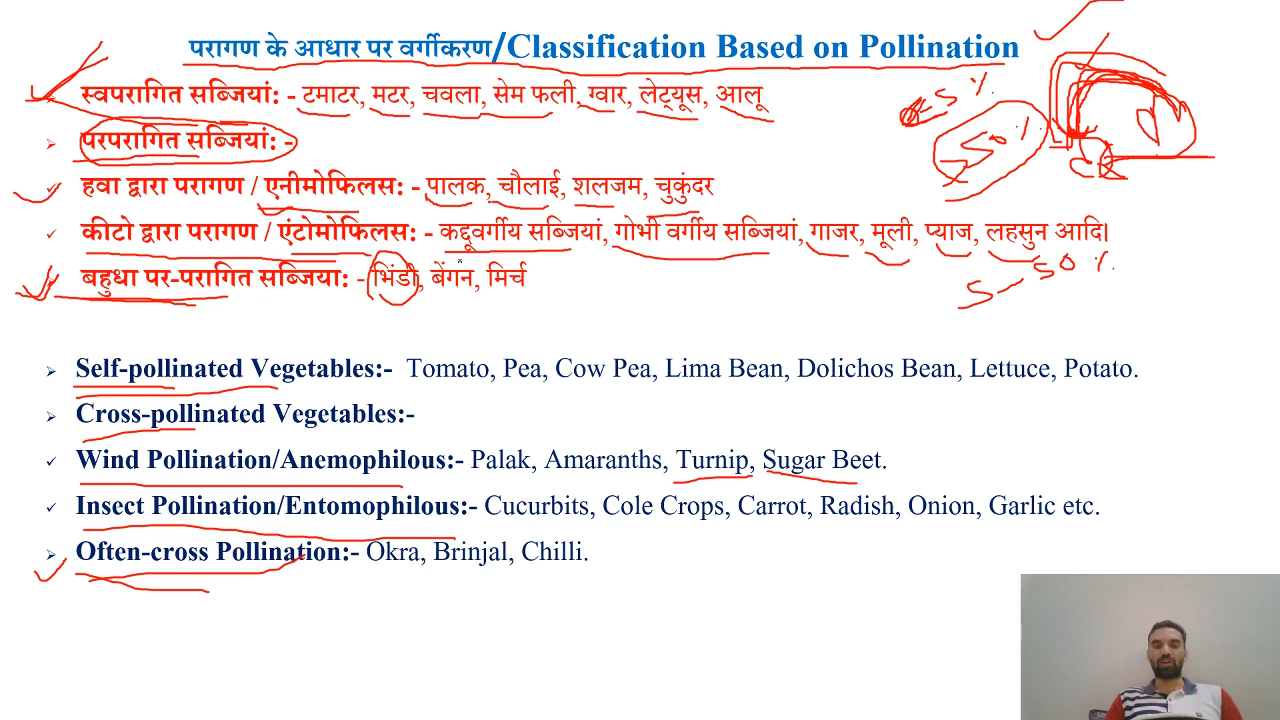 परागण के आधार पर वर्गीकरण/Classification Based on Pollination
स्वपरागित सब्जियां: - टमाटर, मटर, चवला, सेम फली, ग्वार, लेट्यूस, आलू
5 %
50 %
परपरागित सब्जियां: -
हवा द्वारा परागण / एनीमोफिलस: - पालक, चौलाई, शलजम, चुकुंदर
कीटो द्वारा परागण / एंटोमोफिलस: - कद्दूवर्गीय सब्जियां, गोभी वर्गीय सब्जियां, गाजर, मूली, प्याज, लहसुन आदि।
बहुधा पर-परागित सब्जियां: - भिंडी, बेंगन, मिर्च
5 – 50 %.
Self-pollinated Vegetables:- Tomato, Pea, Cow Pea, Lima Bean, Dolichos Bean, Lettuce, Potato.
Cross-pollinated Vegetables:-
Wind Pollination/Anemophilous:- Palak, Amaranths, Turnip, Sugar Beet.
Insect Pollination/Entomophilous:- Cucurbits, Cole Crops, Carrot, Radish, Onion, Garlic etc.
Often-cross Pollination:- Okra, Brinjal, Chilli.